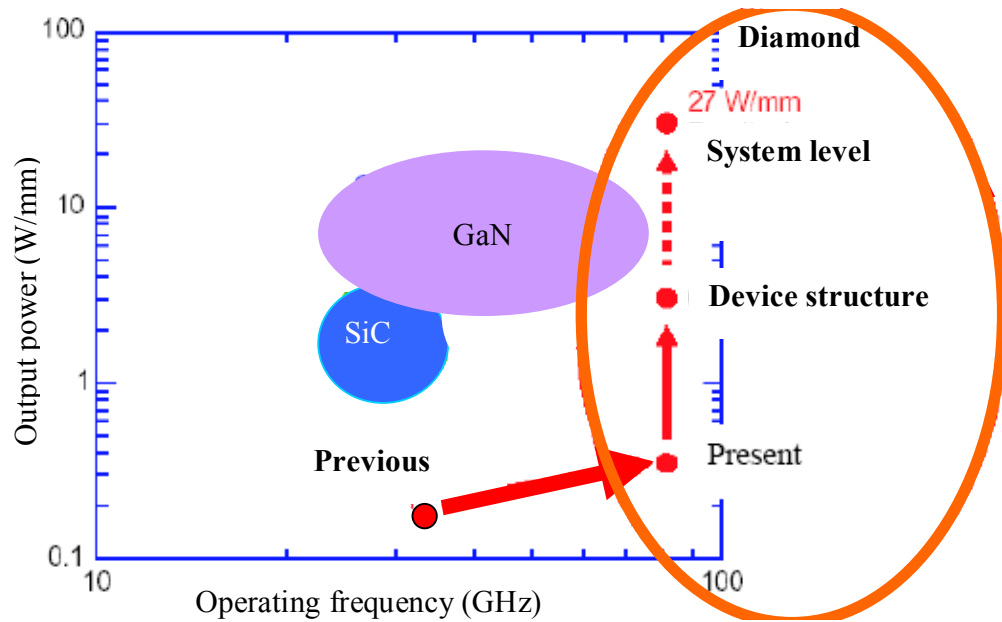 100
Diamond
27 W/mm
System level
10
GaN
Device structure
SiC
1
Previous
Present
0.1
10
100
Output power (W/mm)
Operating frequency (GHz)